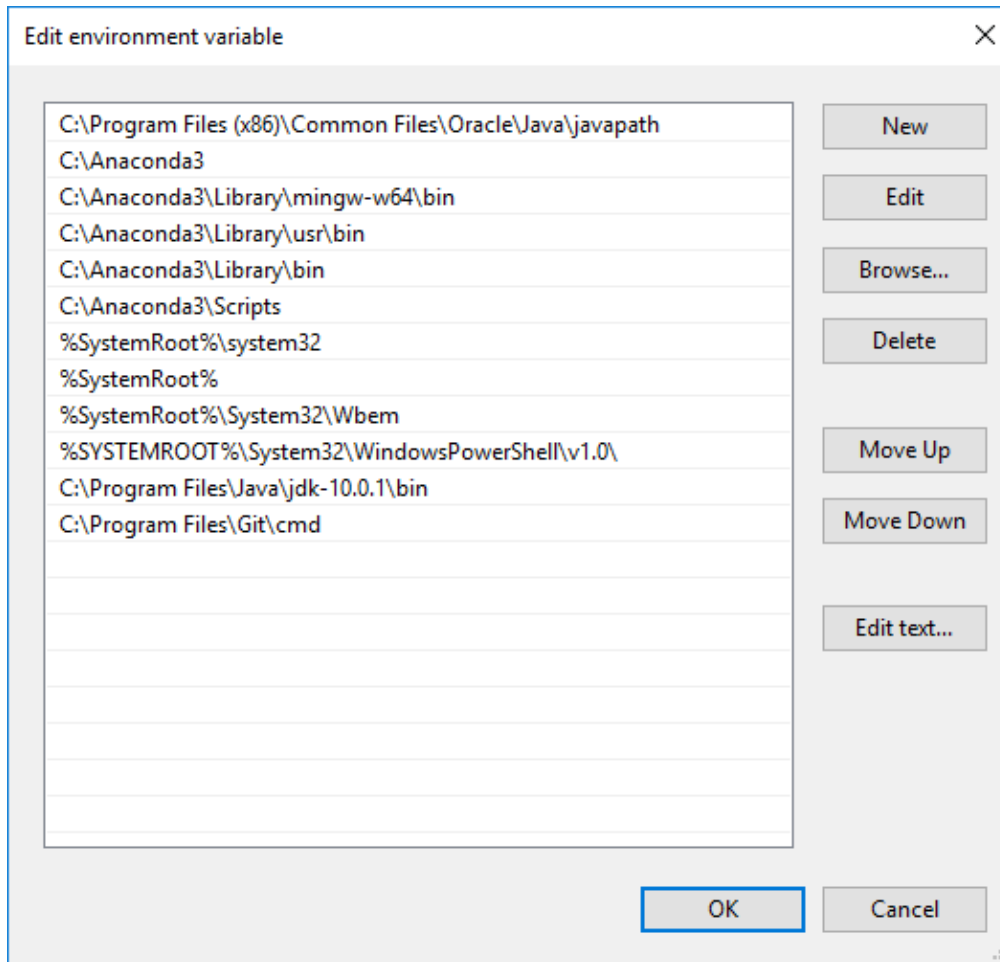 Edit environment variable
C:\Program Files (x86)\Common Files\Oracle\Java\javapath
C:\Anaconda3
C:\Anaconda3\Library\mingw-w64\bin
C:\Anaconda3\Library\usr\bin
C:\Anaconda3\Library\bin
C:\Anaconda3\Scripts
%SystemRoot%\system32
%SystemRoot%
%SystemRoot%\System32\Wbem
%SYSTEMROOT%\System32\WindowsPowerShell\v1.0\
C:\Program Files\Java\jdk-10.0.1\bin
C:\Program Files\Git\cmd
New
Edit
Browse...
Delete
Move Up
Move Down
Edit text...
OK
Cancel